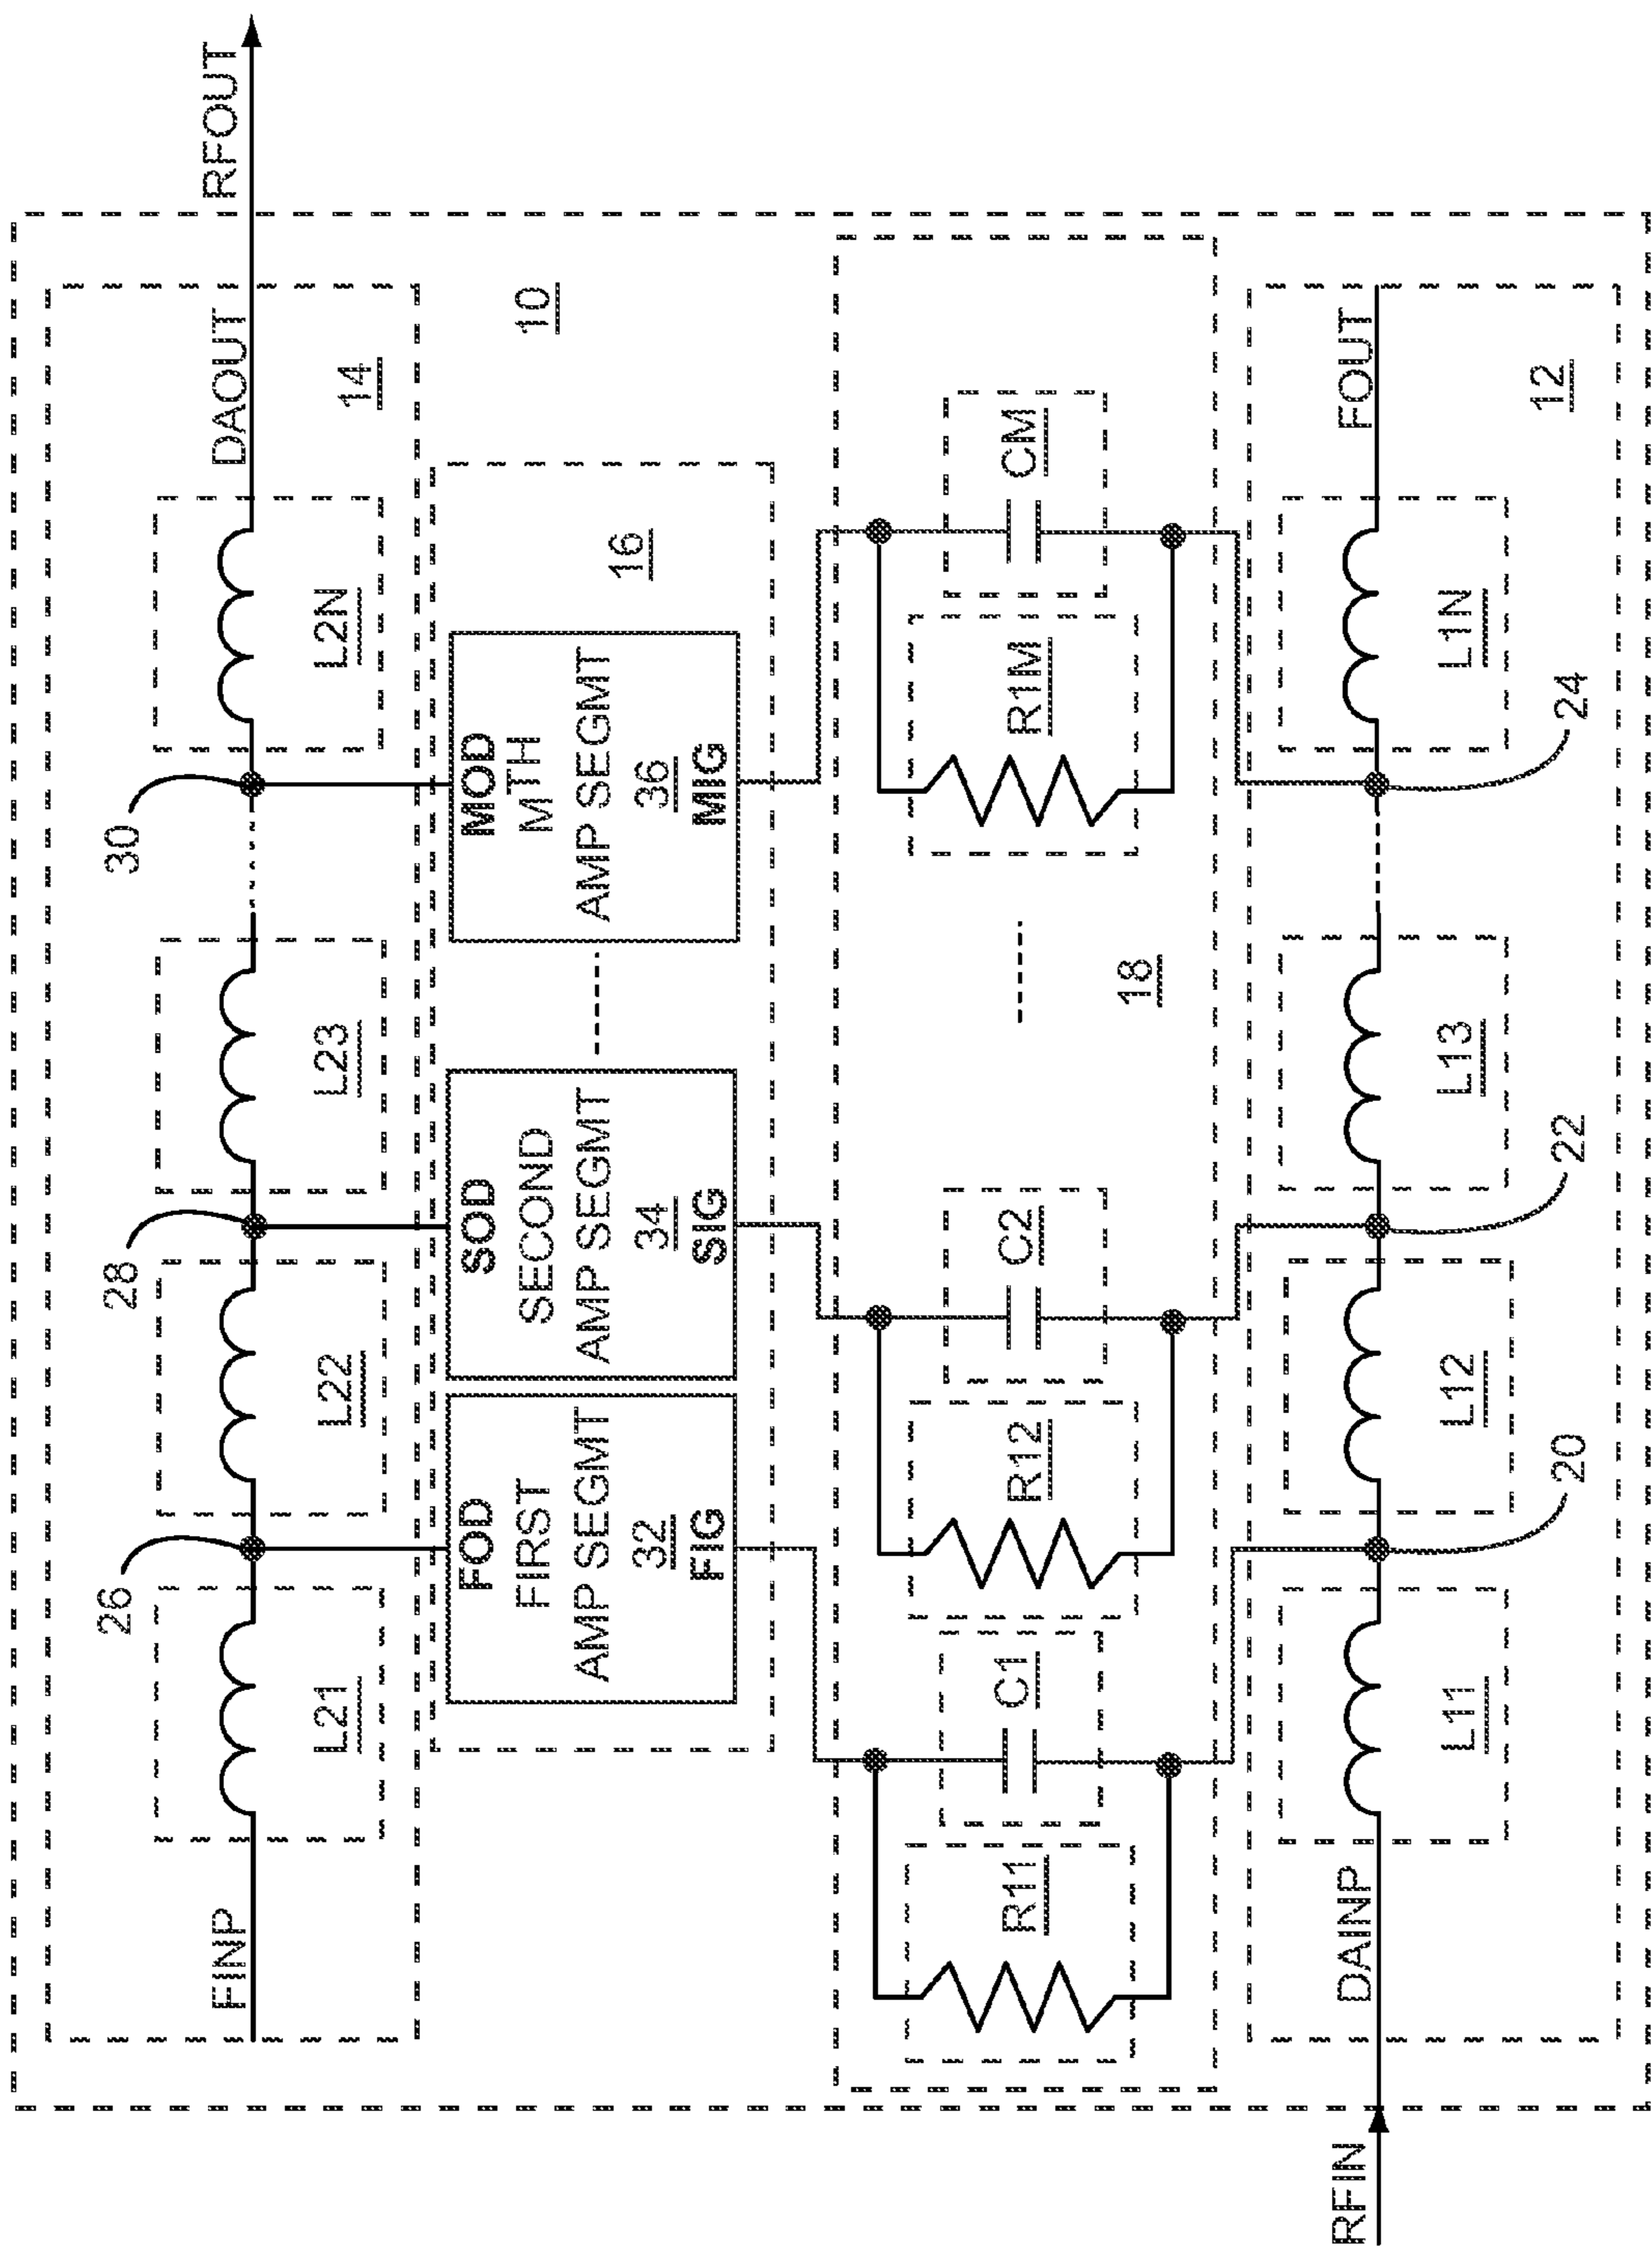 RFOUT
FINP
DAOUT
26
28
30
L21
L22
L23
L2N
14
10
FOD
FIRST
AMP SEGMT
32
FIG
SOD
SECOND
AMP SEGMT
34
SIG
MOD
MTH
AMP SEGMT
36
MIG
16
R11
C1
R12
C2
R1M
CM
18
RFIN
DAINP
FOUT
L11
L12
L13
L1N
12
20
22
24